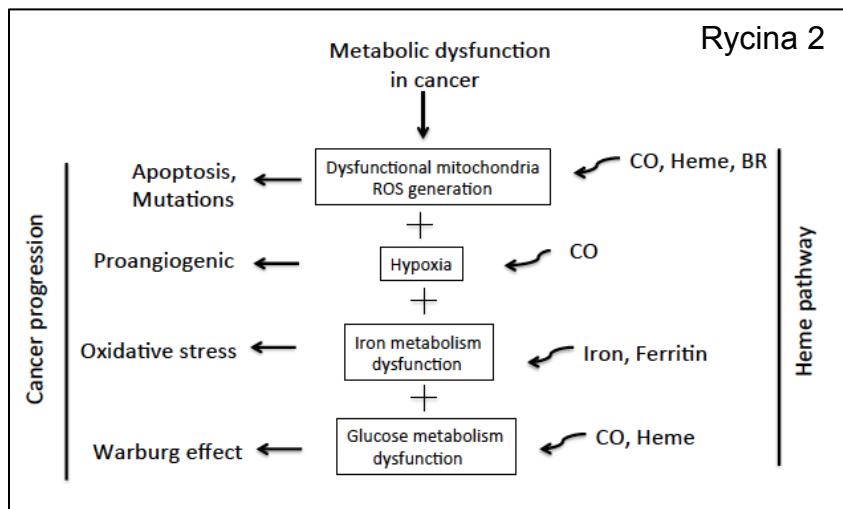 Rycina 2
Metabolic dysfunction
in cancer
Cancer progression
Apoptosis,
Mutations
Dysfunctional mitochondria
ROS generation
CO, Heme, BR
+
Proangiogenic
Hypoxia
CO
+
Oxidative stress
Iron metabolism
dysfunction
Iron, Ferritin
+
Warburg effect
Glucose metabolism
dysfunction
CO, Heme
Heme pathway